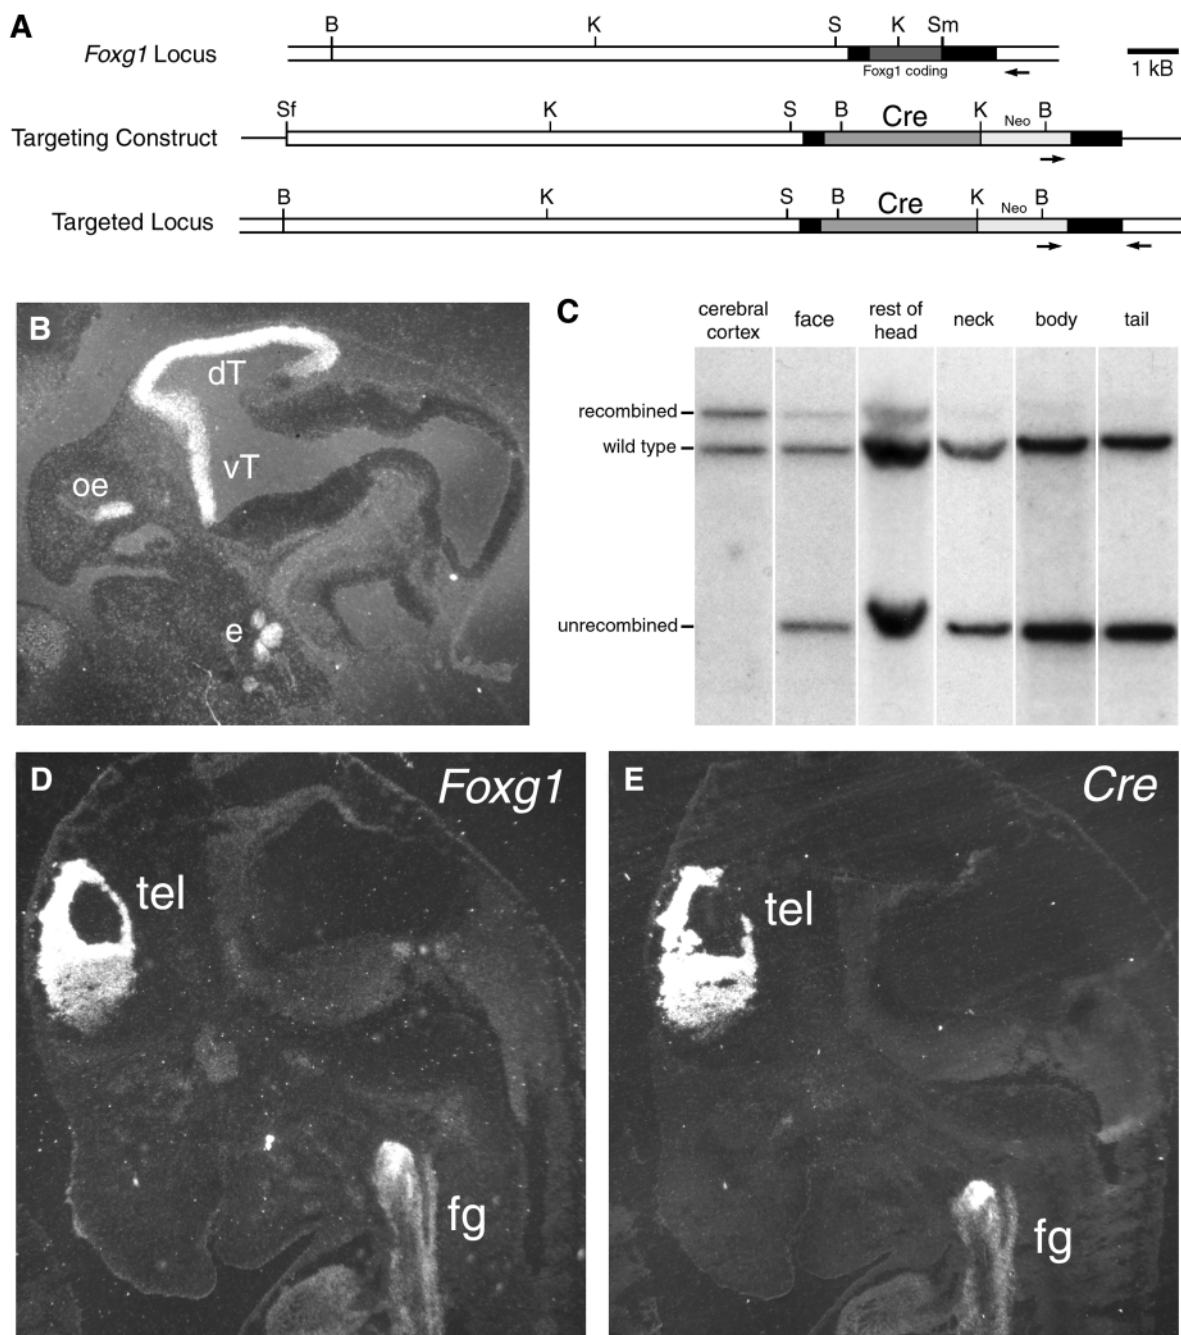 A
B K S K Sm
Foxg1 Locus
Foxg1 coding
1 kB
Sf K S B Cre K Neo B
Targeting Construct
B K S B Cre K Neo B
Targeted Locus
B
dT
vT
oe
e
C
cerebral cortex
face
rest of head
neck
body
tail
recombined
wild type
unrecombined
D
Foxg1
tel
fg
E
Cre
tel
fg